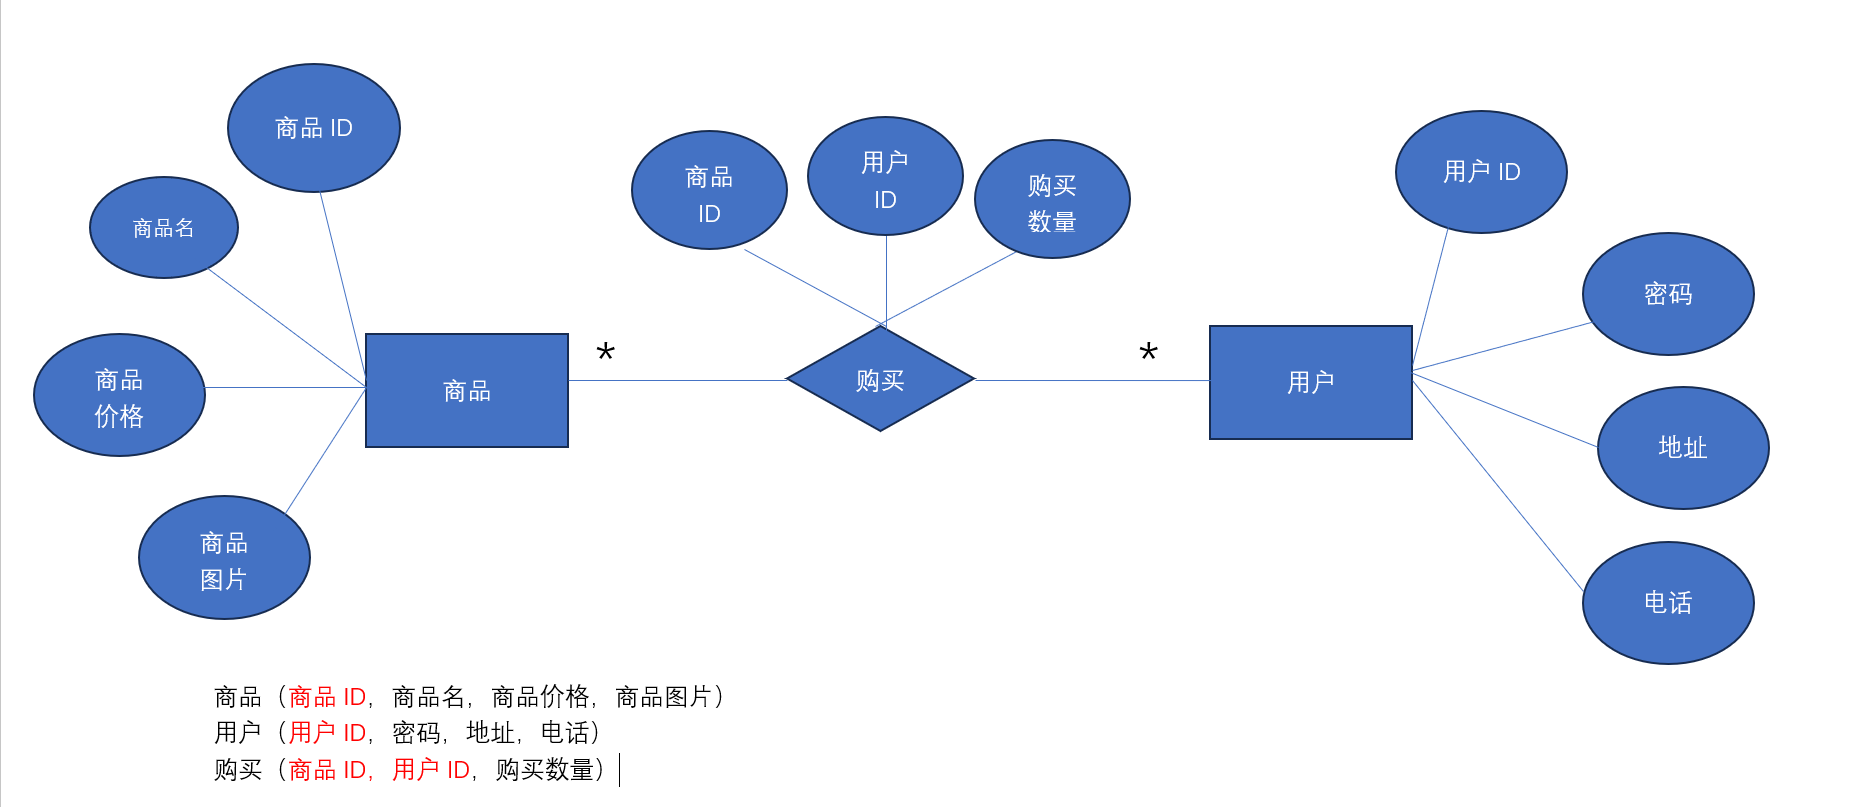 商品 ID
商品名
商品
价格
商品
图片
商品
*
商品
ID
用户
ID
购买
数量
购买
*
用户
用户 ID
密码
地址
电话
商品（商品 ID，商品名，商品价格，商品图片）
用户（用户 ID，密码，地址，电话）
购买（商品 ID，用户 ID，购买数量）